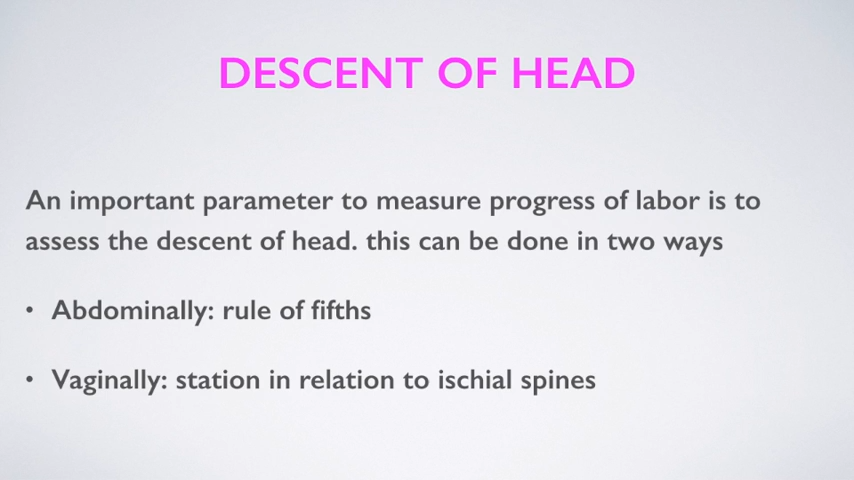 DESCENT OF HEAD
An important parameter to measure progress of labor is to
assess the descent of head. this can be done in two ways
• Abdominally: rule of fifths
• Vaginally: station in relation to ischial spines